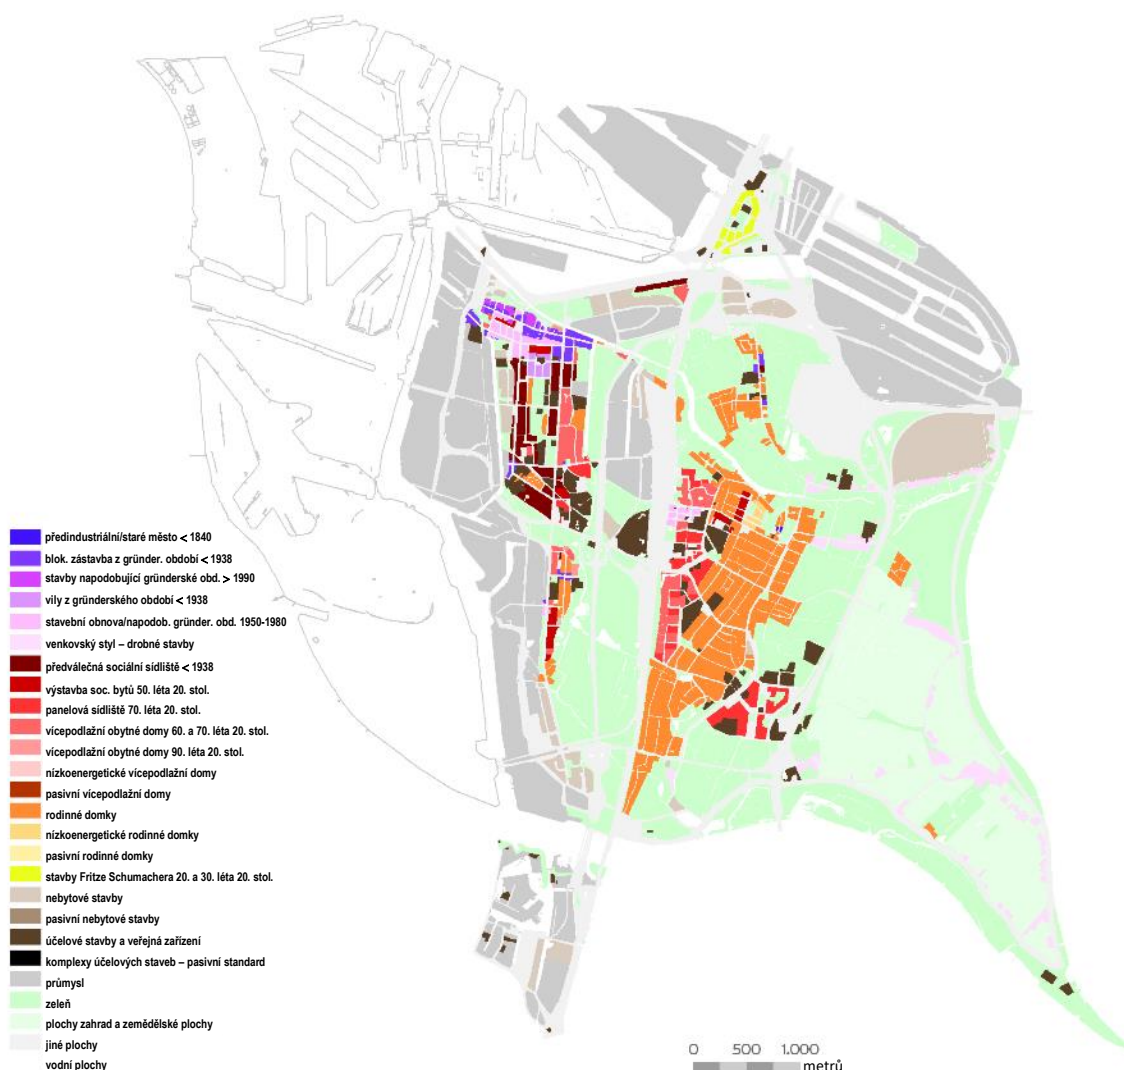 předindustriální/staré město < 1840
blok. zástavba z gründer. období < 1938
stavby napodobující gründerské obd. > 1990
vily z gründerského období < 1938
stavební obnova/napodob. gründer. obd. 1950-1980
venkovský styl – drobné stavby
předválečná sociální sídliště < 1938
výstavba soc. bytů 50. léta 20. stol.
panelová sídliště 70. léta 20. stol.
vícepodlažní obytné domy 60. a 70. léta 20. stol.
vícepodlažní obytné domy 90. léta 20. stol.
nízkoenergetické vícepodlažní domy
pasivní vícepodlažní domy
rodinné domky
nízkoenergetické rodinné domky
pasivní rodinné domky
stavby Fritze Schumachera 20. a 30. léta 20. stol.
nebytové stavby
pasivní nebytové stavby
účelové stavby a veřejná zařízení
komplexy účelových staveb – pasivní standard
průmysl
zeleň
plochy zahrad a zemědělské plochy
jiné plochy
vodní plochy
0 500 1.000
metrů